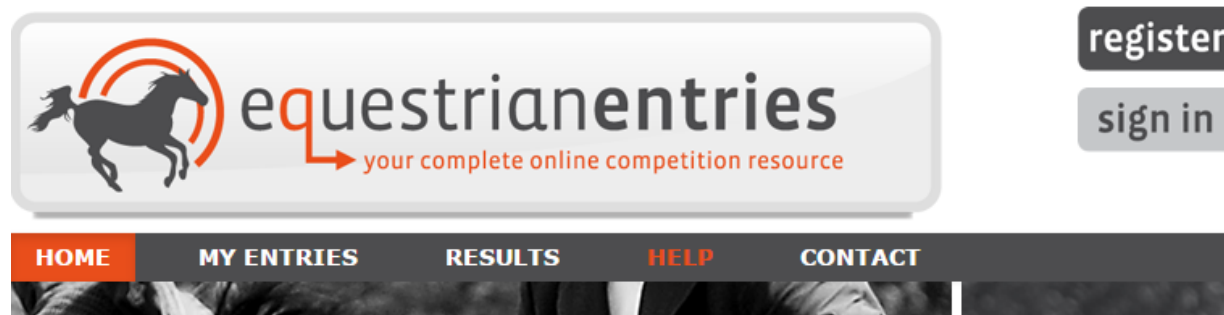 register
equestrianentries
sign in
your complete online competition resource
HOME MY ENTRIES RESULTS HELP CONTACT